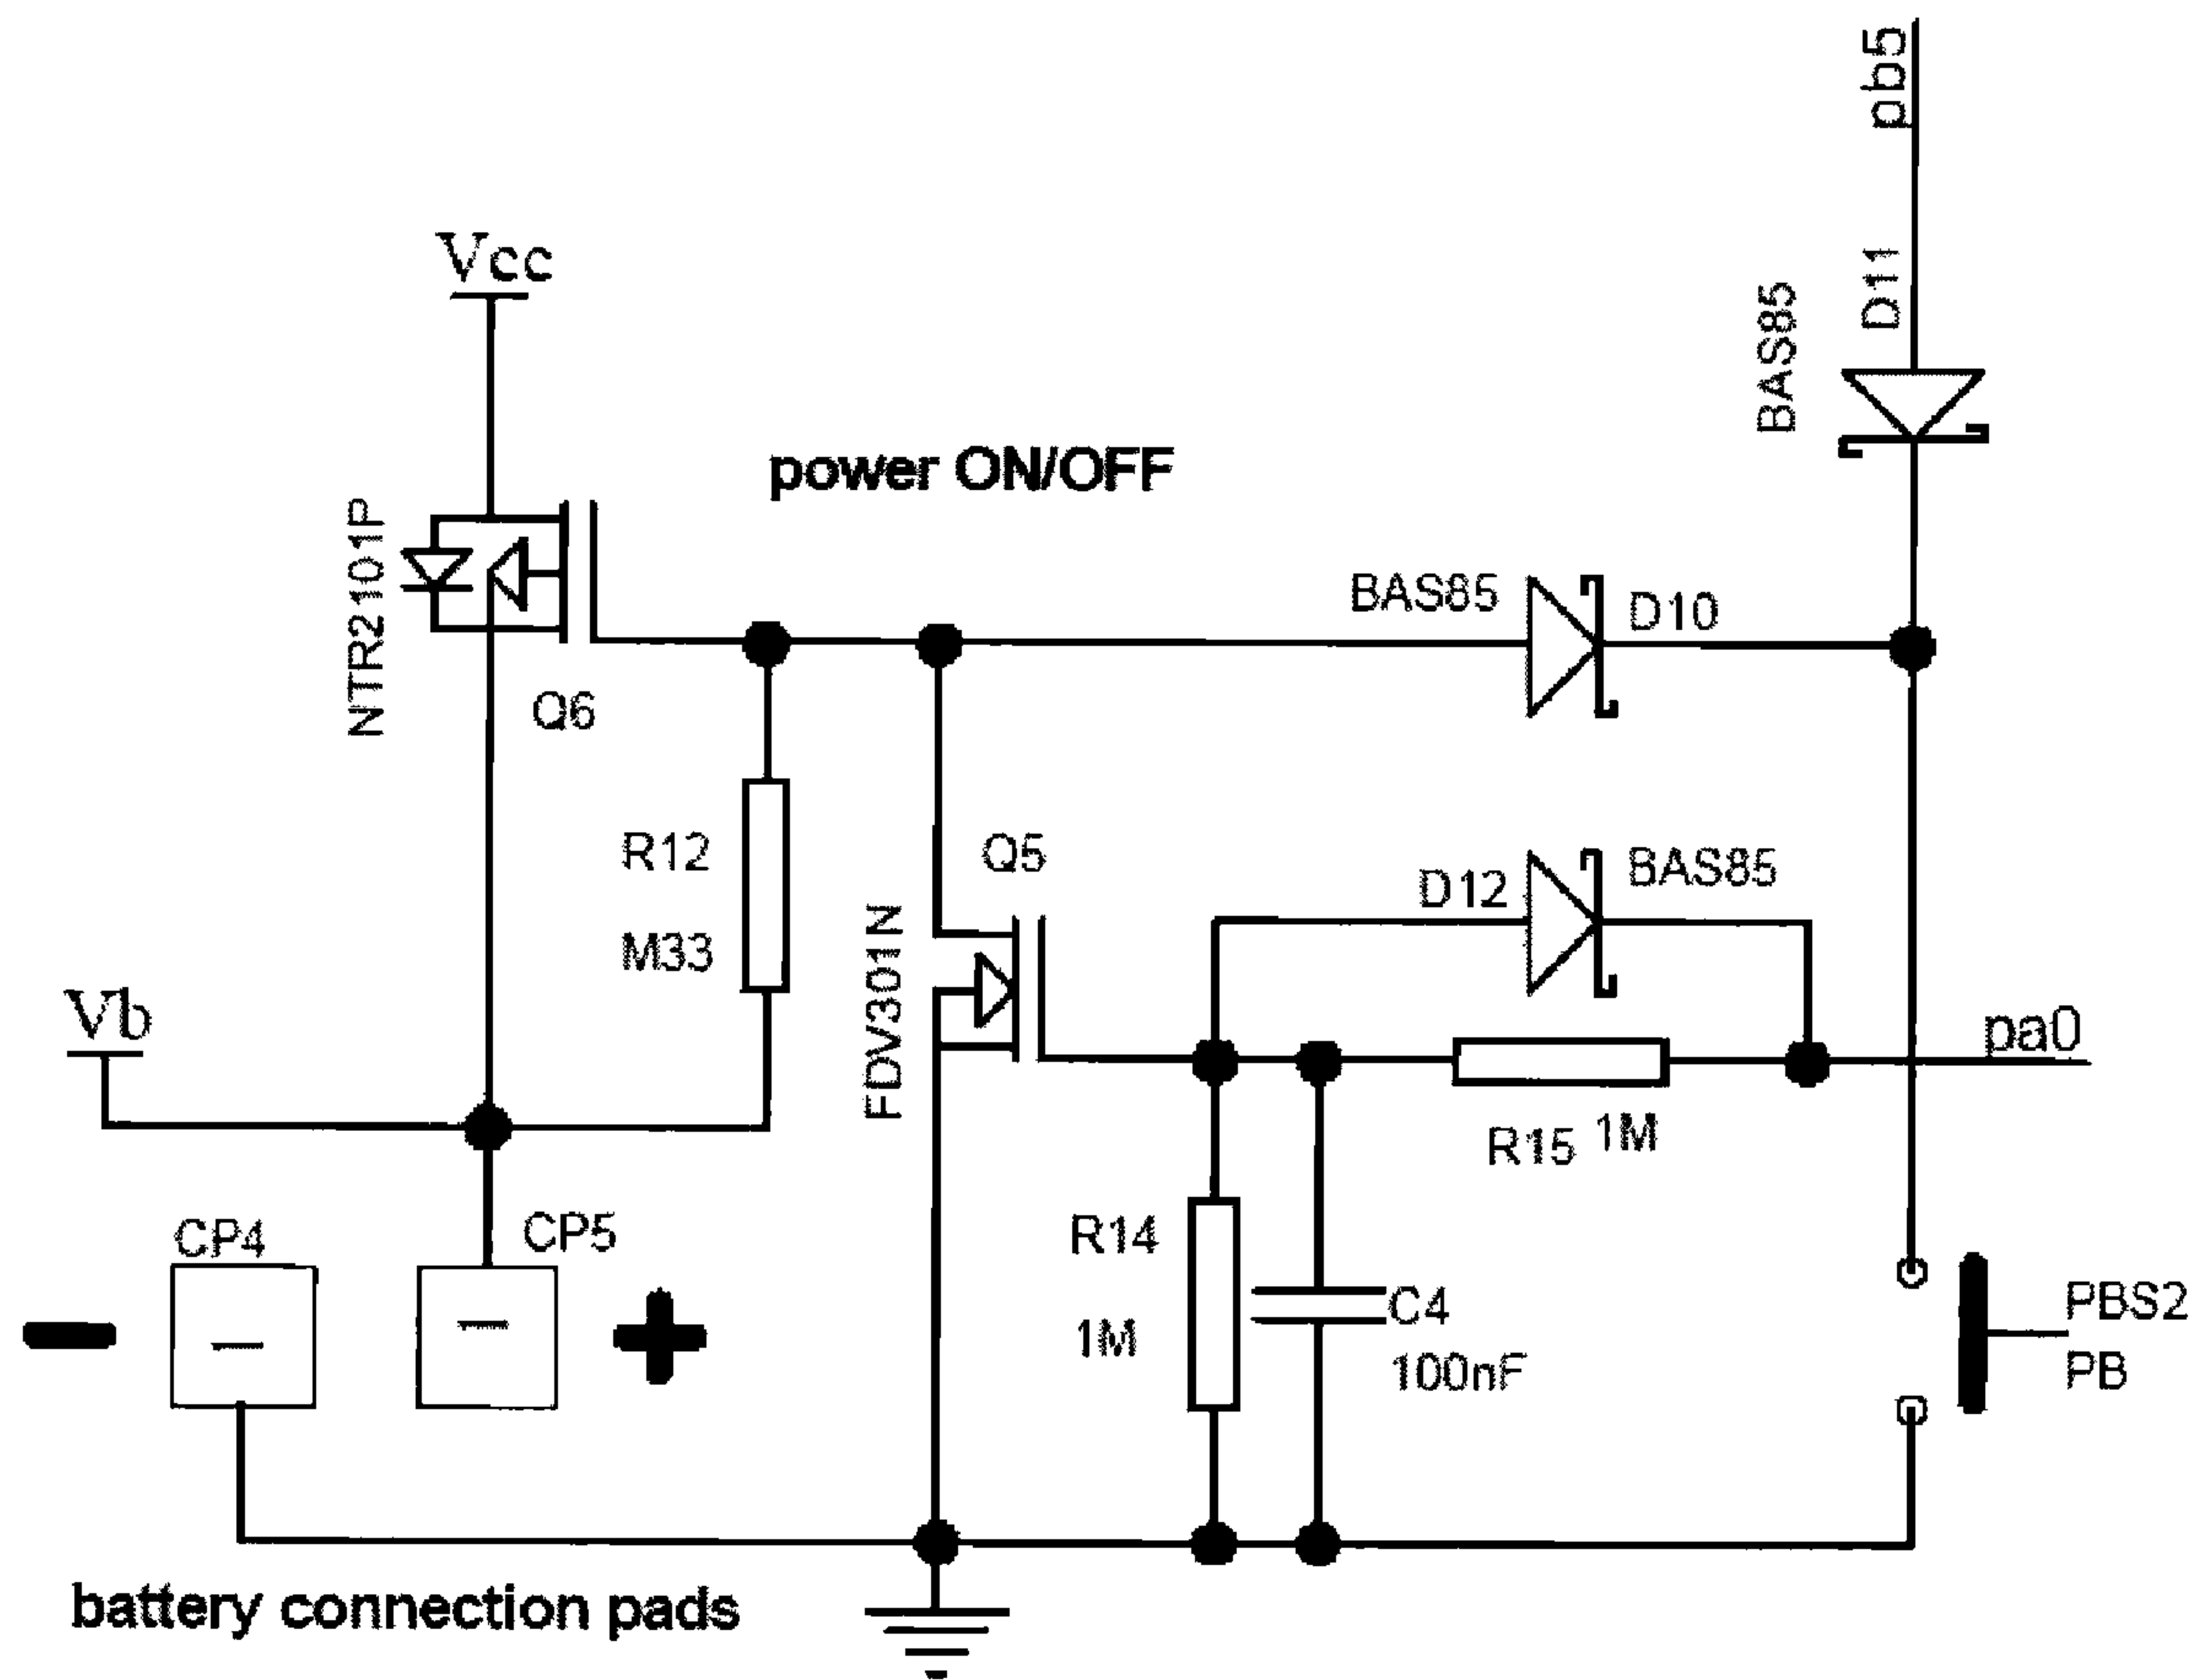 pb5
Vcc
D11
BAS85
power ON/OFF
NTR2101P
BAS85
D10
Q6
R12
Q5
D12
BAS85
M33
FDV301N
Vb
pa0
R15
1M
CP4
CP5
R14
C4
PBS2
1M
100nF
PB
battery connection pads